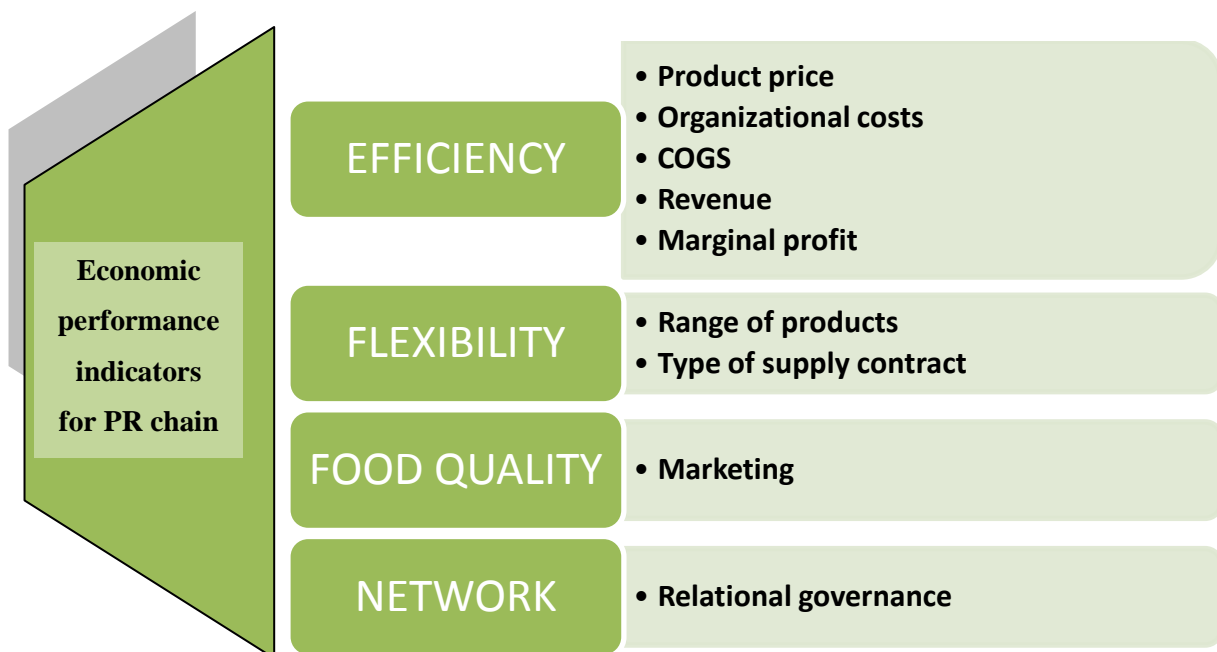 Economic
performance
indicators
for PR chain
EFFICIENCY
• Product price
• Organizational costs
• COGS
• Revenue
• Marginal profit
FLEXIBILITY
• Range of products
• Type of supply contract
FOOD QUALITY
• Marketing
NETWORK
• Relational governance